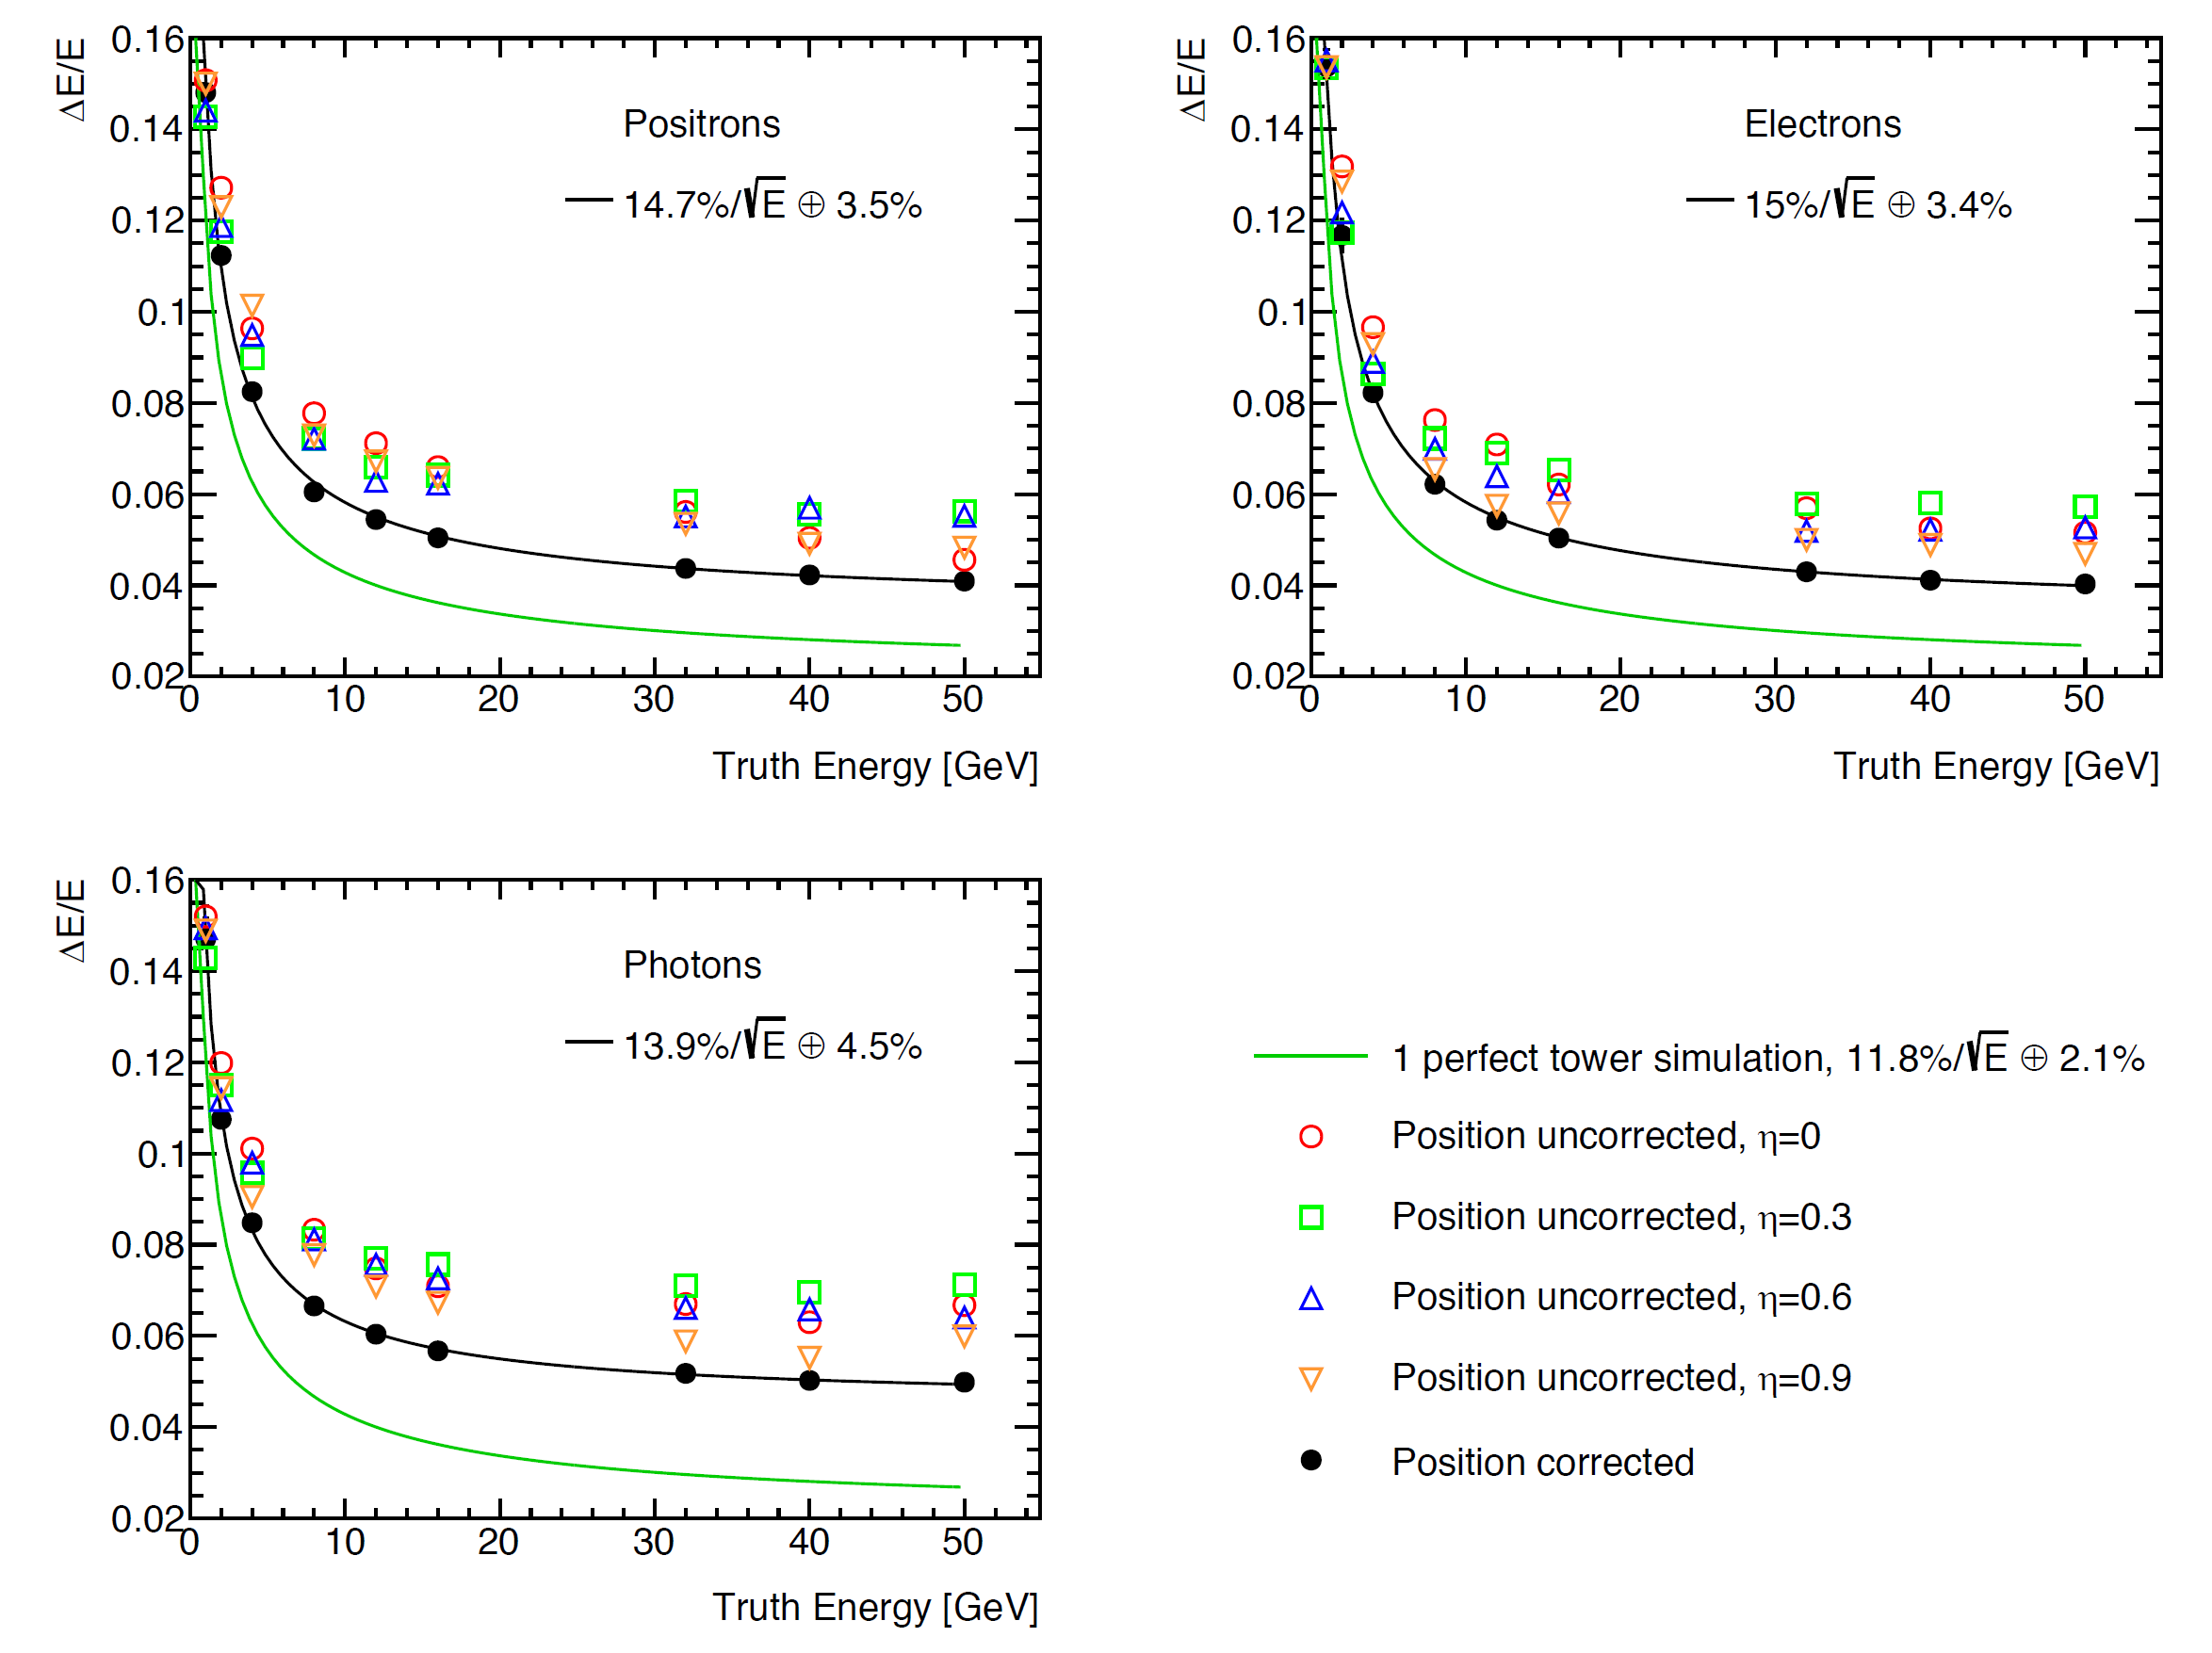 ΔE/E
0.16
0.14
0.12
0.1
0.08
0.06
0.04
0.02
0 10 20 30 40 50
Truth Energy [GeV]
Positrons
14.7%/√E ⊕ 3.5%
ΔE/E
0.16
0.14
0.12
0.1
0.08
0.06
0.04
0.02
0 10 20 30 40 50
Truth Energy [GeV]
Electrons
15%/√E ⊕ 3.4%
ΔE/E
0.16
0.14
0.12
0.1
0.08
0.06
0.04
0.02
0 10 20 30 40 50
Truth Energy [GeV]
Photons
13.9%/√E ⊕ 4.5%
1 perfect tower simulation, 11.8%/√E ⊕ 2.1%
Position uncorrected, η=0
Position uncorrected, η=0.3
Position uncorrected, η=0.6
Position uncorrected, η=0.9
Position corrected